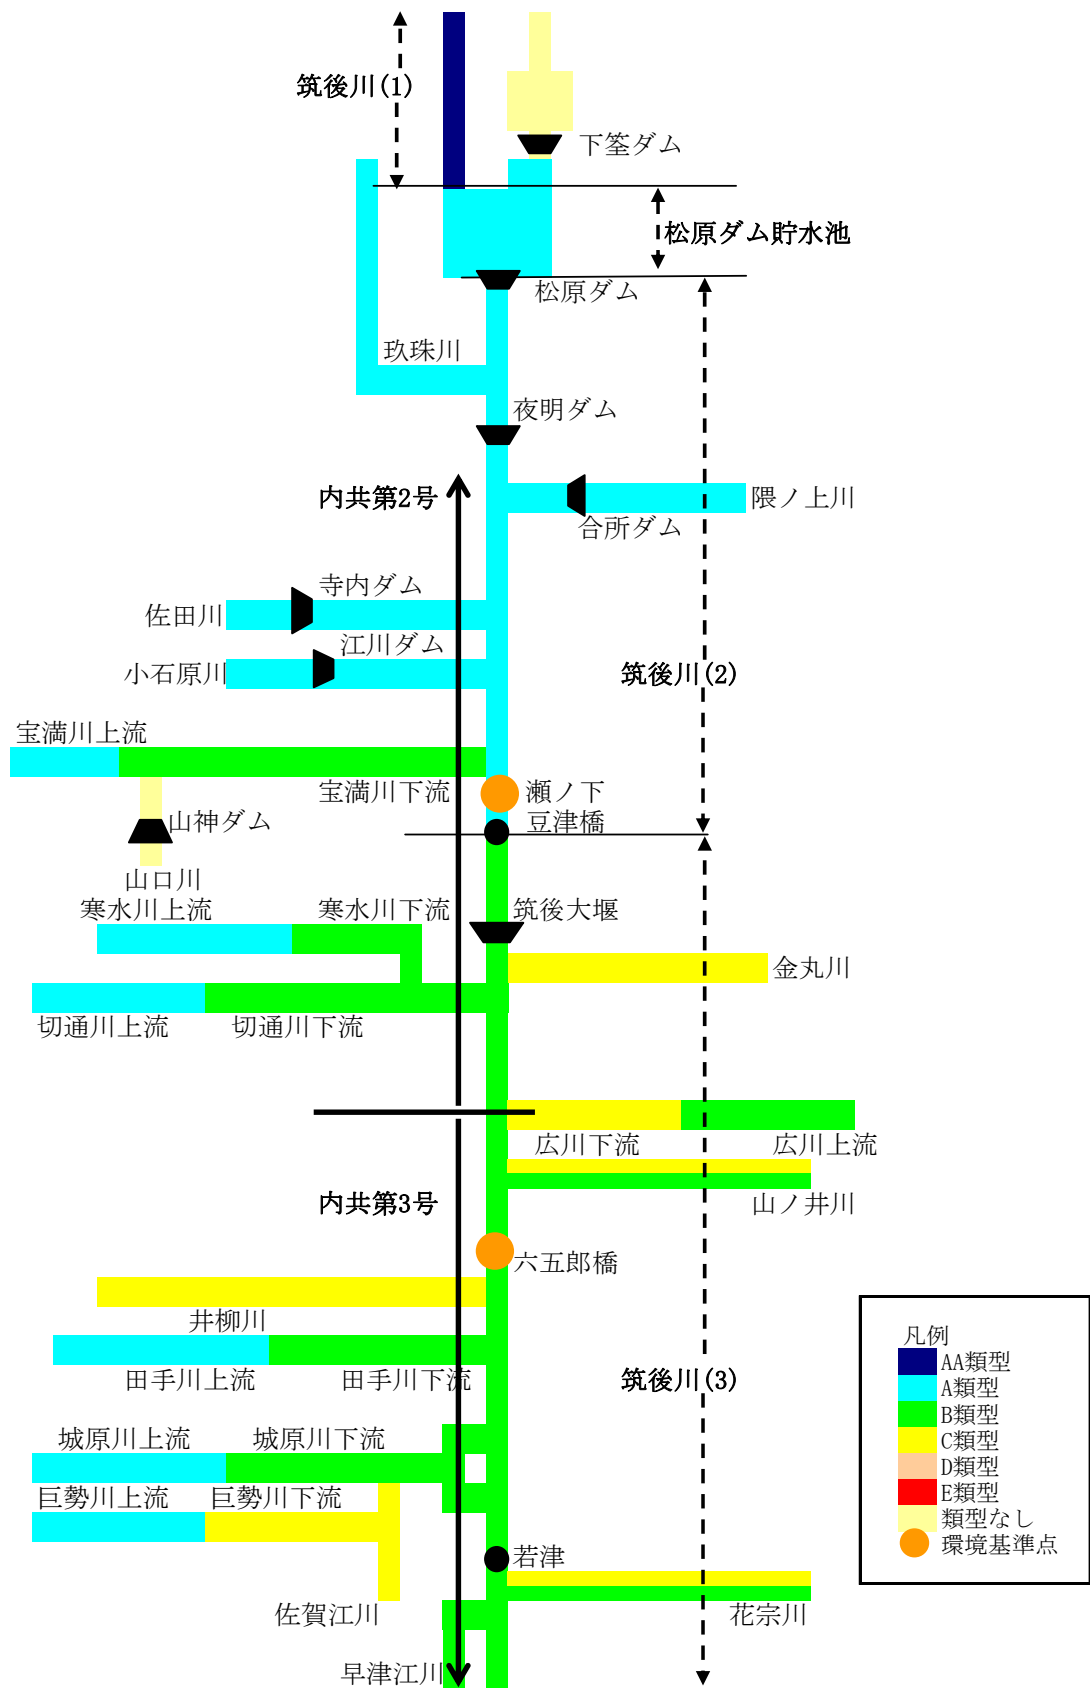 筑後川(1)
下筌ダム
松原ダム貯水池
松原ダム
玖珠川
夜明ダム
内共第2号
隈ノ上川
合所ダム
寺内ダム
佐田川
江川ダム
小石原川
筑後川(2)
宝満川上流
宝満川下流
瀬ノ下
豆津橋
山神ダム
山口川
寒水川上流
寒水川下流
筑後大堰
金丸川
切通川上流
切通川下流
広川下流
広川上流
内共第3号
山ノ井川
六五郎橋
井柳川
田手川上流
田手川下流
筑後川(3)
城原川上流
城原川下流
巨勢川上流
巨勢川下流
若津
佐賀江川
花宗川
早津江川
凡例
AA類型
A類型
B類型
C類型
D類型
E類型
類型なし
環境基準点